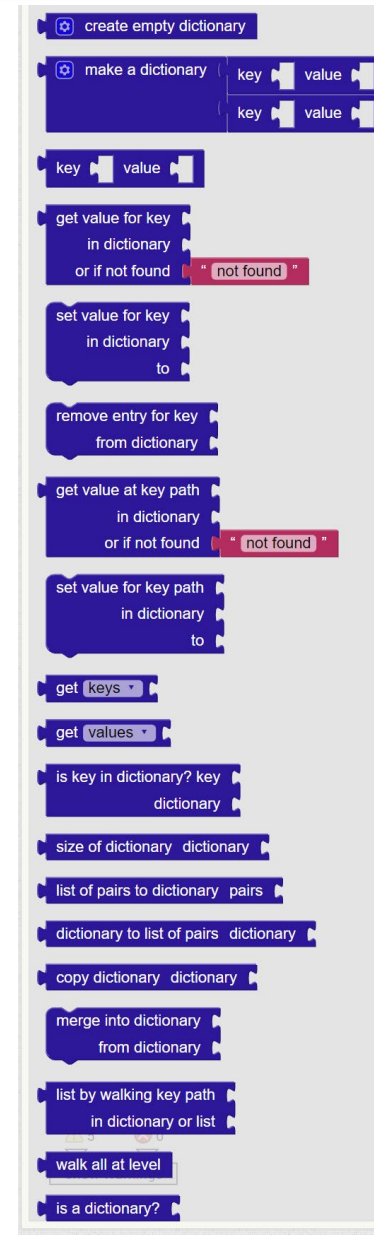 create empty dictionary
make a dictionary key value
key value
key value
get value for key
in dictionary
or if not found “ not found ”
set value for key
in dictionary
to
remove entry for key
from dictionary
get value at key path
in dictionary
or if not found “ not found ”
set value for key path
in dictionary
to
get keys
get values
is key in dictionary? key
dictionary
size of dictionary dictionary
list of pairs to dictionary pairs
dictionary to list of pairs dictionary
copy dictionary dictionary
merge into dictionary
from dictionary
list by walking key path
in dictionary or list
5 0
walk all at level
is a dictionary?